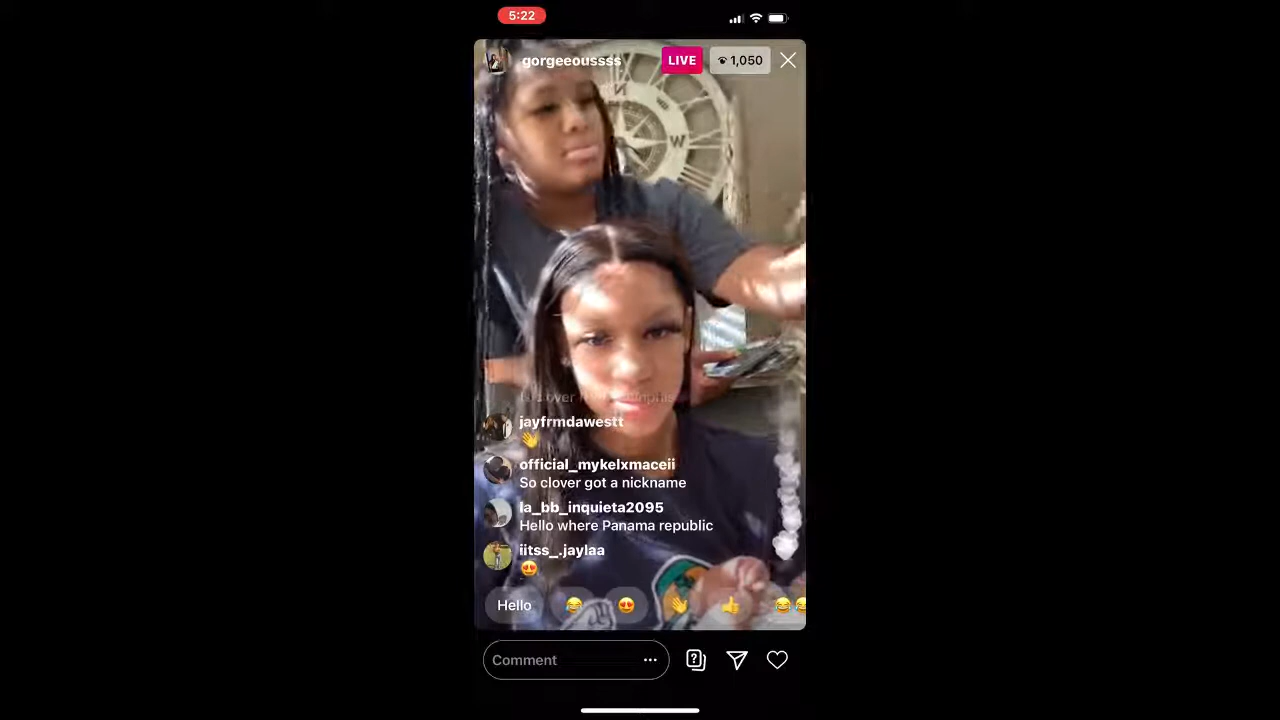 5:22
gorgeeoussss
LIVE
1,050
N
W
jayfrmdawestt
👋
official_mykelxmaceii
So clover got a nickname
la_bb_inquieta2095
Hello where Panama republic
iitss_.jaylaa
😍
Hello 😂 😍 👋 👍 😂😂
Comment